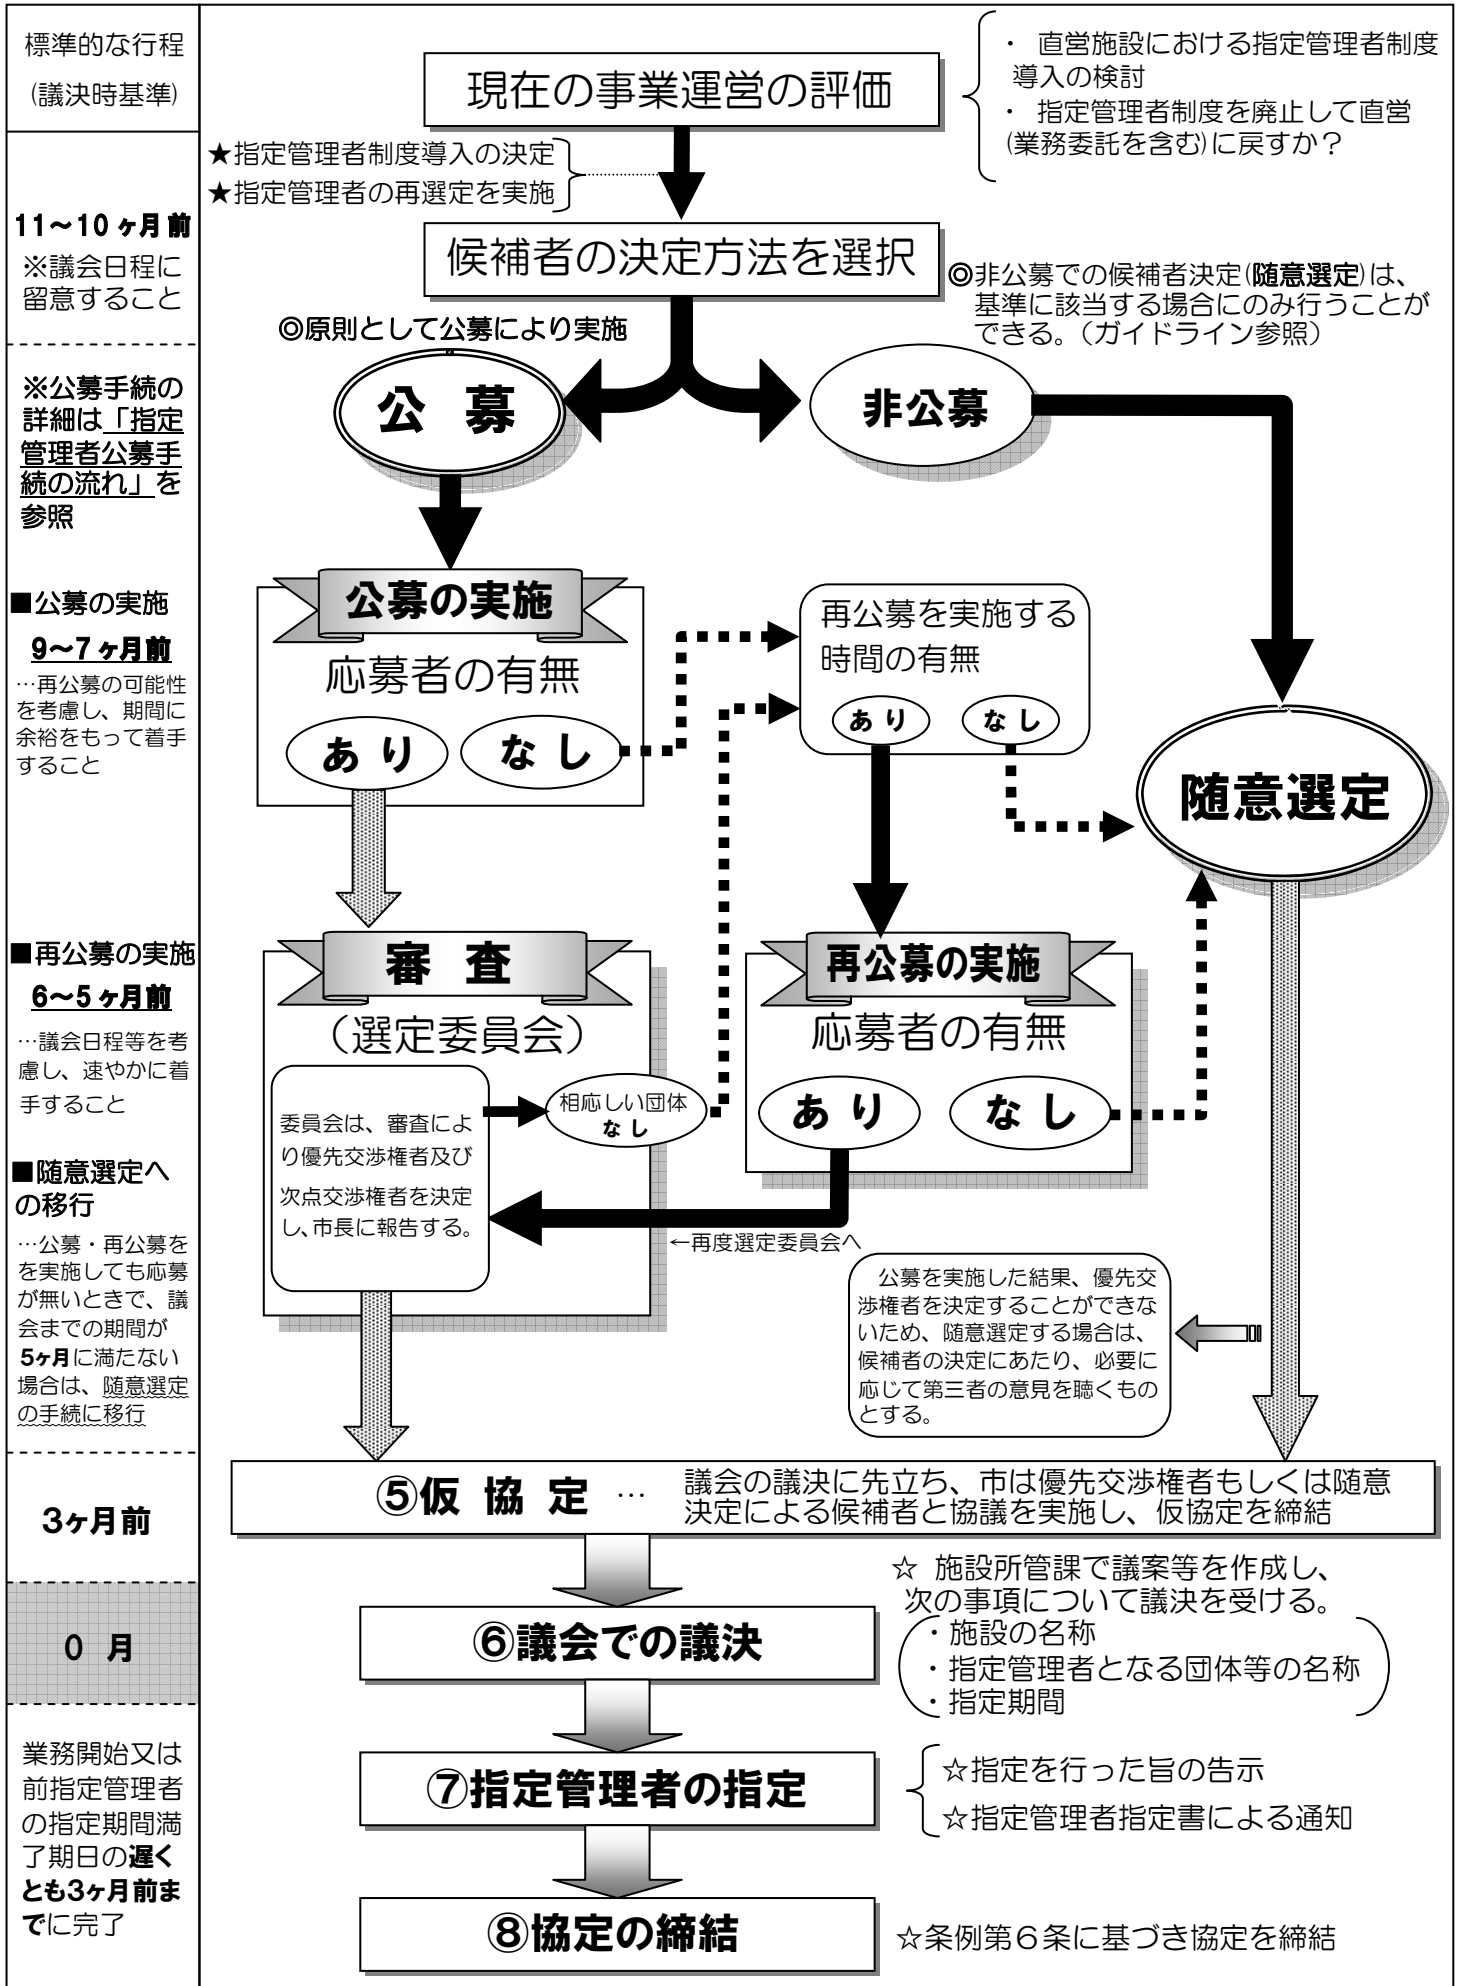 標準的な行程
(議決時基準)
11～10ヶ月前
※議会日程に
留意すること
※公募手続の
詳細は「指定
管理者公募手
続の流れ」を
参照
■公募の実施
9～7ヶ月前
…再公募の可能性
を考慮し、期間に
余裕をもって着手
すること
■再公募の実施
6～5ヶ月前
…議会日程等を考
慮し、速やかに着
手すること
■随意選定へ
の移行
…公募・再公募を
を実施しても応募
が無いときで、議
会までの期間が
5ヶ月に満たない
場合は、随意選定
の手続に移行
3ヶ月前
0 月
業務開始又は
前指定管理者
の指定期間満
了期日の遅く
とも3ヶ月前ま
でに完了
現在の事業運営の評価
・ 直営施設における指定管理者制度
導入の検討
・ 指定管理者制度を廃止して直営
(業務委託を含む)に戻すか？
★指定管理者制度導入の決定
★指定管理者の再選定を実施
候補者の決定方法を選択
◎非公募での候補者決定(随意選定)は、
基準に該当する場合にのみ行うことが
できる。（ガイドライン参照）
◎原則として公募により実施
公 募
非公募
公募の実施
応募者の有無
あ り
な し
再公募を実施する
時間の有無
あ り
な し
随意選定
審 査
（選定委員会）
委員会は、審査によ
り優先交渉権者及び
次点交渉権者を決定
し、市長に報告する。
相応しい団体
な し
再公募の実施
応募者の有無
あ り
な し
←再度選定委員会へ
公募を実施した結果、優先交
渉権者を決定することができな
いため、随意選定する場合は、
候補者の決定にあたり、必要に
応じて第三者の意見を聴くもの
とする。
⑤仮 協 定 … 議会の議決に先立ち、市は優先交渉権者もしくは随意
決定による候補者と協議を実施し、仮協定を締結
⑥議会での議決
☆ 施設所管課で議案等を作成し、
次の事項について議決を受ける。
・施設の名称
・指定管理者となる団体等の名称
・指定期間
⑦指定管理者の指定
☆指定を行った旨の告示
☆指定管理者指定書による通知
⑧協定の締結
☆条例第６条に基づき協定を締結